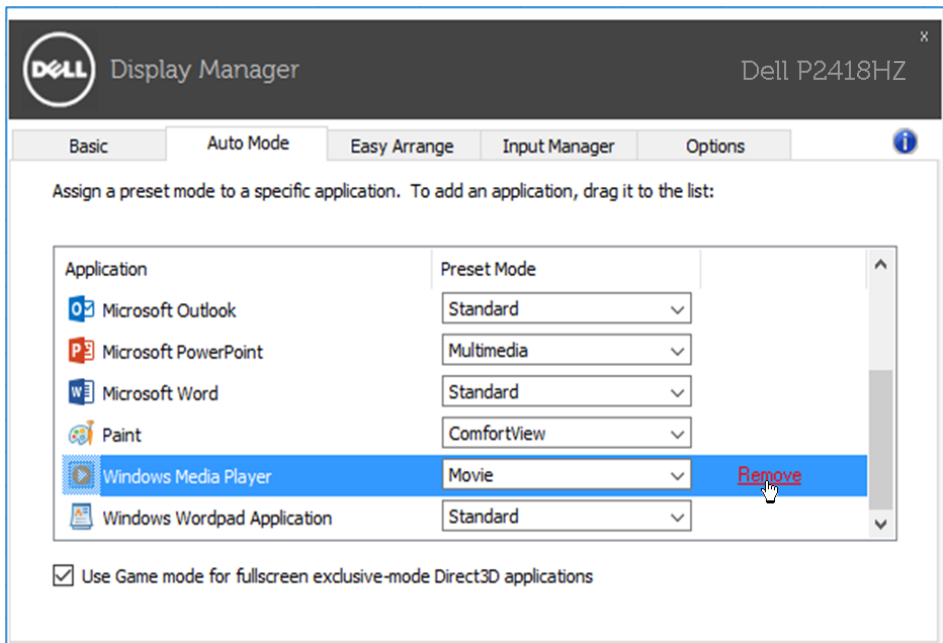 x
DELL Display Manager Dell P2418HZ
Basic Auto Mode Easy Arrange Input Manager Options i
Assign a preset mode to a specific application. To add an application, drag it to the list:
Application Preset Mode
Microsoft Outlook Standard
Microsoft PowerPoint Multimedia
Microsoft Word Standard
Paint ComfortView
Windows Media Player Movie Remove
Windows Wordpad Application Standard
Use Game mode for fullscreen exclusive-mode Direct3D applications